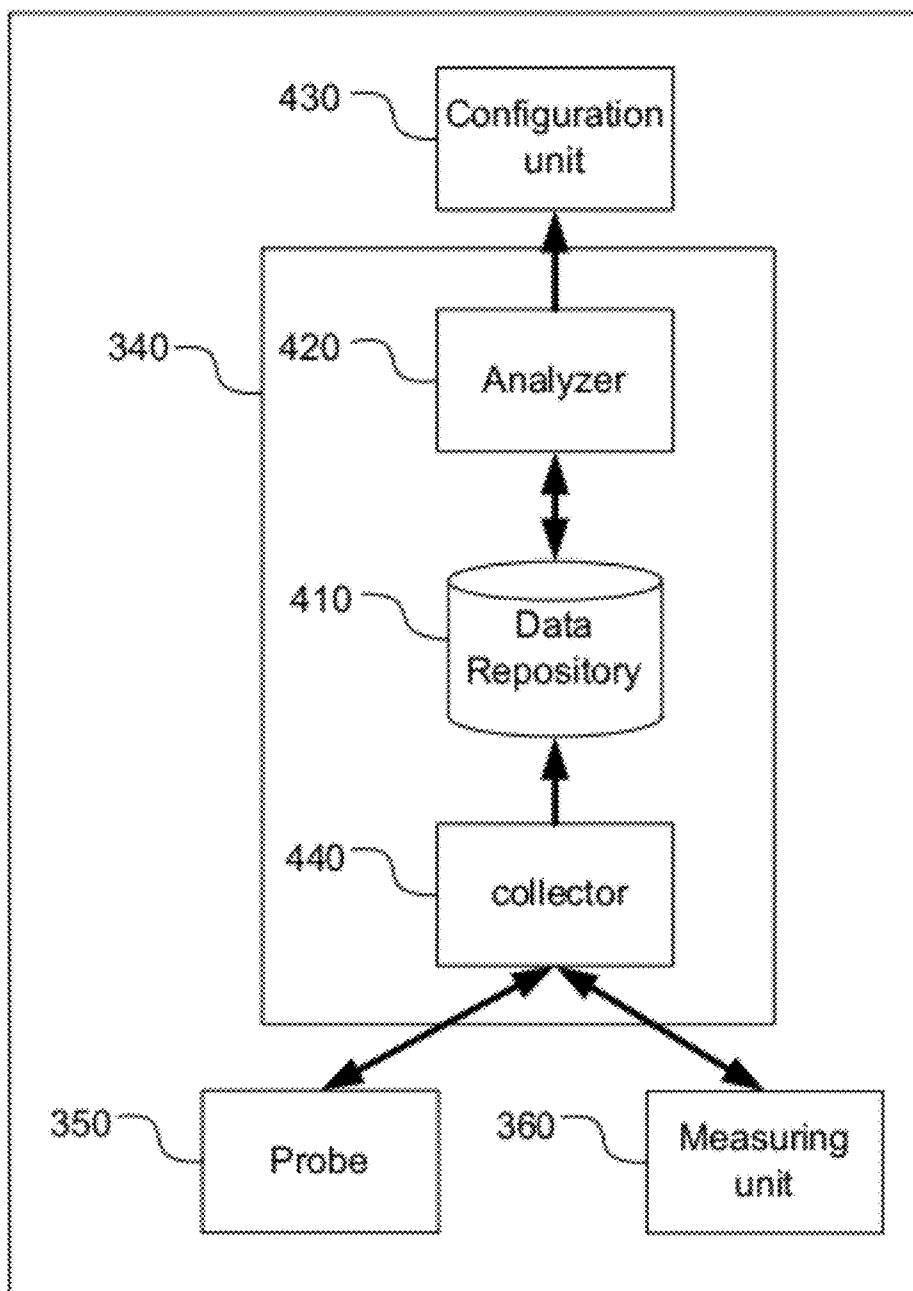 430
Configuration
unit
340
420
Analyzer
410
Data
Repository
440
collector
350
Probe
360
Measuring
unit